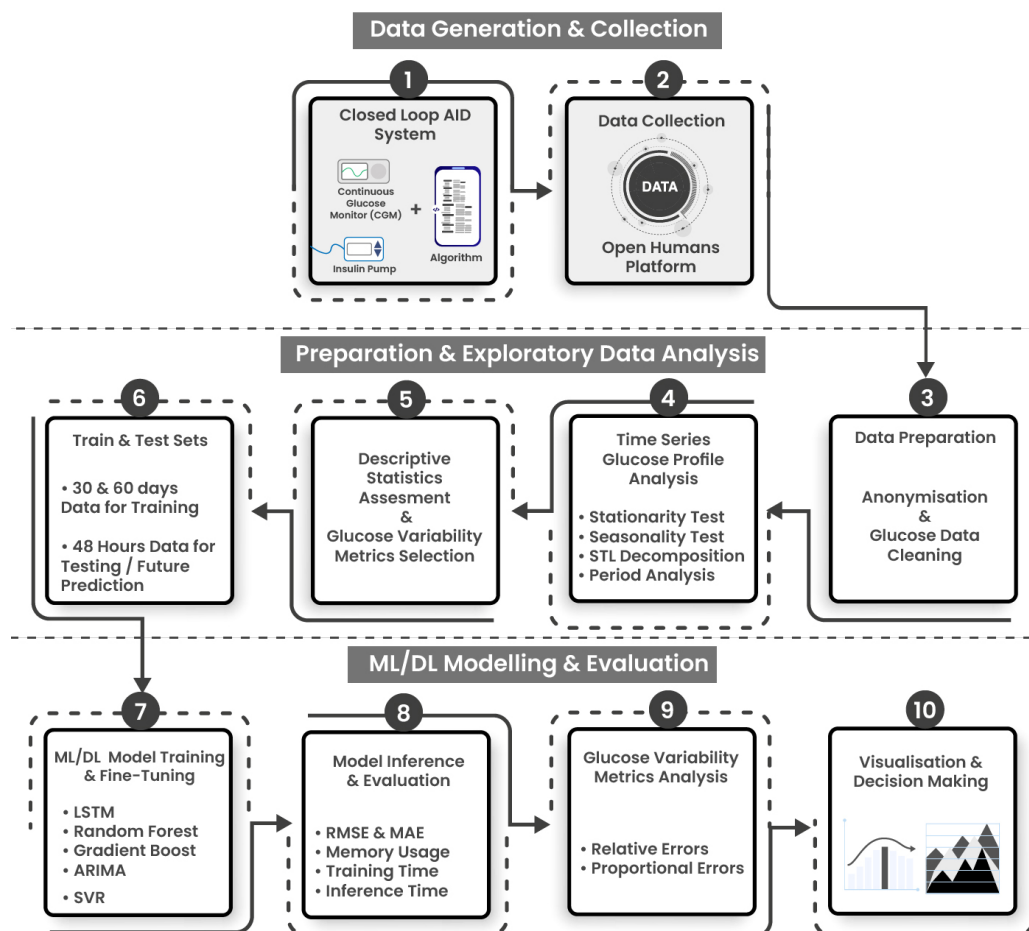 Data Generation & Collection
1
Closed Loop AID
System
Continuous
Glucose
Monitor (CGM)
+
Insulin Pump
$
Algorithm
2
Data Collection
DATA
Open Humans
Platform
Preparation & Exploratory Data Analysis
6
Train & Test Sets
• 30 & 60 days
Data for Training
• 48 Hours Data for
Testing / Future
Prediction
5
Descriptive
Statistics
Assesment
&
Glucose Variability
Metrics Selection
4
Time Series
Glucose Profile
Analysis
• Stationarity Test
• Seasonality Test
• STL Decomposition
• Period Analysis
3
Data Preparation
Anonymisation
&
Glucose Data
Cleaning
ML/DL Modelling & Evaluation
7
ML/DL Model Training
& Fine-Tuning
• LSTM
• Random Forest
• Gradient Boost
• ARIMA
• SVR
8
Model Inference
& Evaluation
• RMSE & MAE
• Memory Usage
• Training Time
• Inference Time
9
Glucose Variability
Metrics Analysis
• Relative Errors
• Proportional Errors
10
Visualisation &
Decision Making